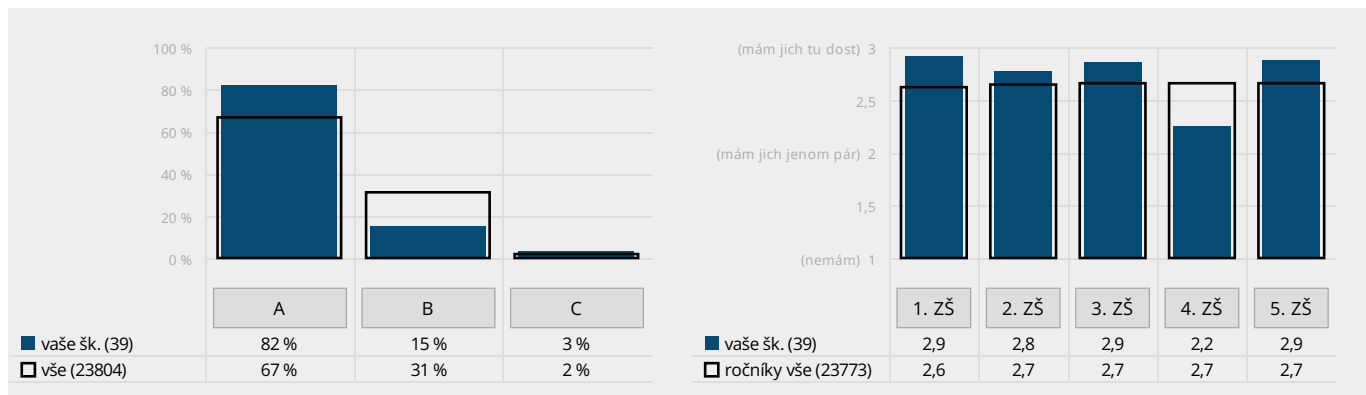 100 %
80 %
60 %
40 %
20 %
0 %
A B C
vaše šk. (39) 82 % 15 % 3 %
vše (23804) 67 % 31 % 2 %
(mám jich tu dost) 3
2,5
(mám jich jenom pár) 2
1,5
(nemám) 1
1. ZŠ 2. ZŠ 3. ZŠ 4. ZŠ 5. ZŠ
vaše šk. (39) 2,9 2,8 2,9 2,2 2,9
ročníky vše (23773) 2,6 2,7 2,7 2,7 2,7